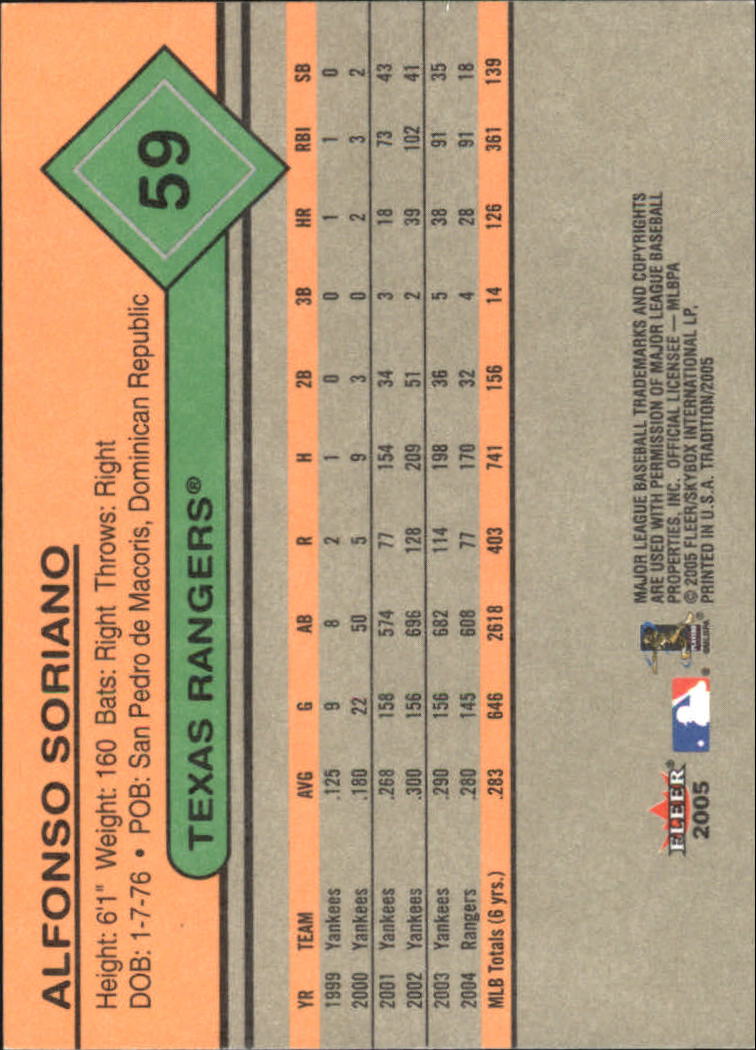 ALFONSO SORIANO
Height: 6'1" Weight: 160 Bats: Right Throws: Right
DOB: 1-7-76 • POB: San Pedro de Macoris, Dominican Republic
59
TEXAS RANGERS®
YR TEAM AVG G AB R H 2B 3B HR RBI SB
1999 Yankees .125 9 8 2 1 0 0 1 1 0
2000 Yankees .180 22 50 5 9 3 0 2 3 2
2001 Yankees .268 158 574 77 154 34 3 18 73 43
2002 Yankees .300 156 696 128 209 51 2 39 102 41
2003 Yankees .290 156 682 114 198 36 5 38 91 35
2004 Rangers .280 145 608 77 170 32 4 28 91 18
MLB Totals (6 yrs.) .283 646 2618 403 741 156 14 126 361 139
FLEER®
2005
®
MAJOR LEAGUE BASEBALL TRADEMARKS AND COPYRIGHTS
ARE USED WITH PERMISSION OF MAJOR LEAGUE BASEBALL
PROPERTIES, INC. OFFICIAL LICENSEE — MLBPA
© 2005 FLEER/SKYBOX INTERNATIONAL LP,
PRINTED IN U.S.A. TRADITION/2005